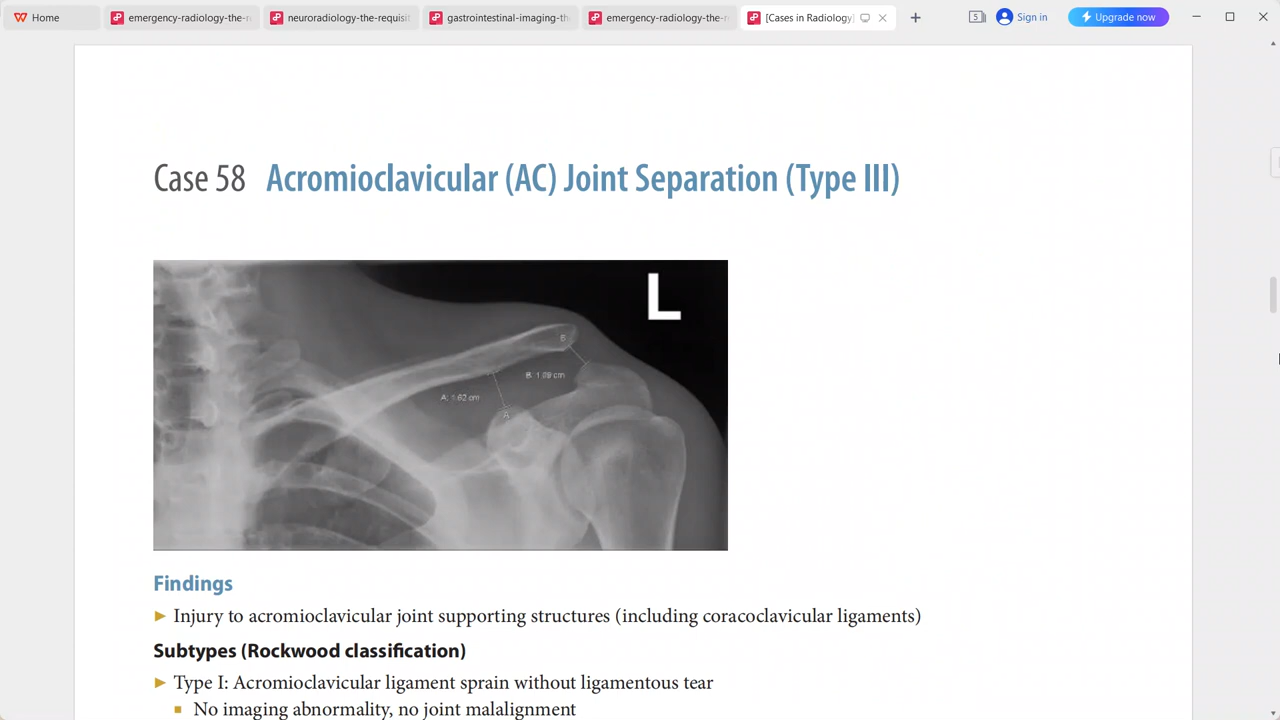 Home
emergency-radiology-the-r
neuroradiology-the-requisit
gastrointestinal-imaging-th
emergency-radiology-the-r
[Cases in Radiology]
5
Sign in
Upgrade now
Case 58 Acromioclavicular (AC) Joint Separation (Type III)
L
B
B: 1.09 cm
A: 1.62 cm
A
Findings
► Injury to acromioclavicular joint supporting structures (including coracoclavicular ligaments)
Subtypes (Rockwood classification)
► Type I: Acromioclavicular ligament sprain without ligamentous tear
■ No imaging abnormality, no joint malalignment